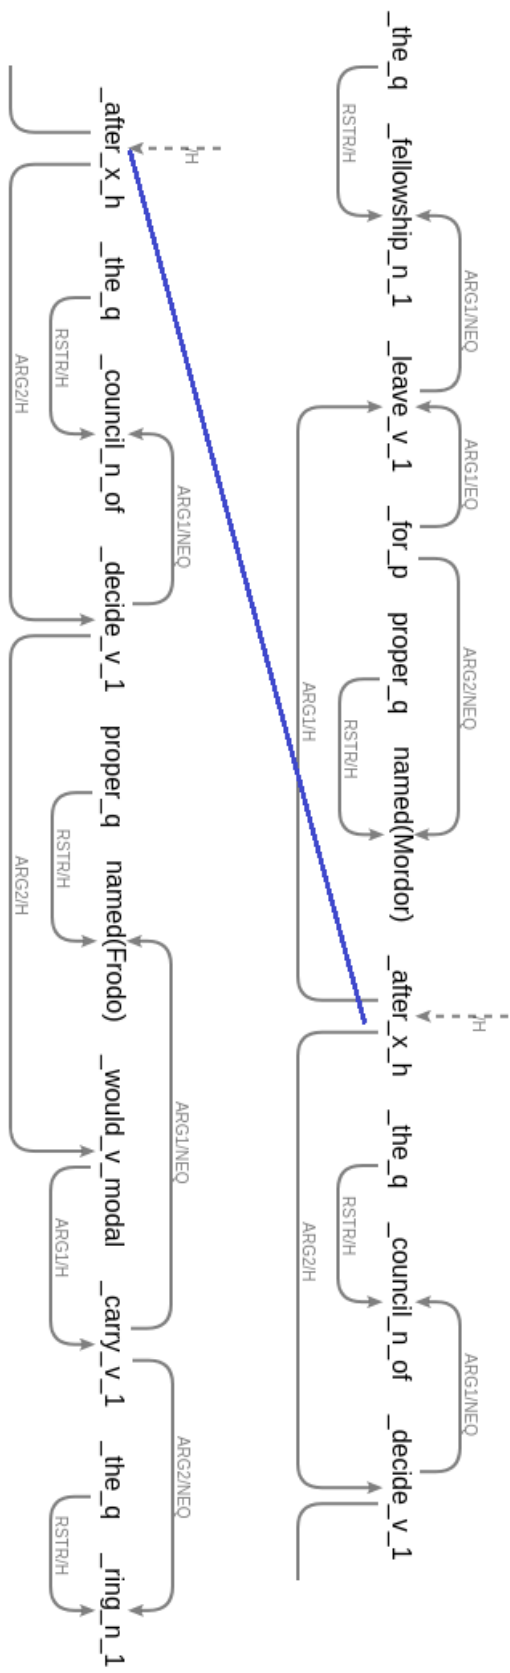 _the_q _fellowship_n_1 _leave_v_1 _for_p proper_q named(Mordor) _after_x_h _the_q _council_n_of _decide_v_1
ARG1/NEQ ARG1/EQ ARG2/NEQ /H ARG1/NEQ
RSTR/H RSTR/H RSTR/H
ARG1/H ARG2/H
_after_x_h _the_q _council_n_of _decide_v_1 proper_q named(Frodo) _would_v_modal _carry_v_1 _the_q _ring_n_1
/H ARG1/NEQ ARG1/NEQ ARG2/NEQ
RSTR/H RSTR/H ARG1/H RSTR/H
ARG2/H ARG2/H